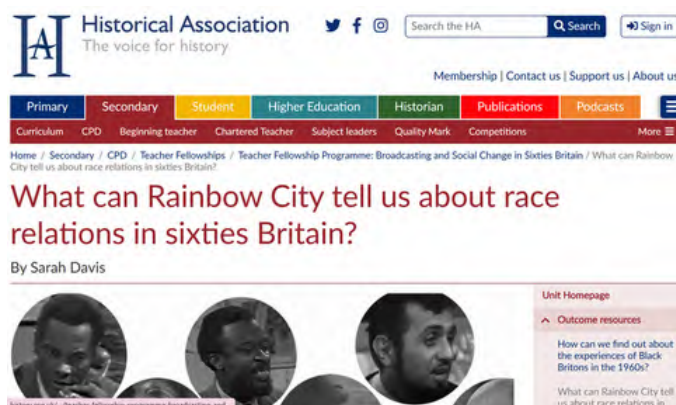 Historical Association
The voice for history
Search the HA
Search
Sign in
Membership | Contact us | Support us | About us
Primary
Secondary
Student
Higher Education
Historian
Publications
Podcasts
Curriculum
CPD
Beginning teacher
Chartered Teacher
Subject leaders
Quality Mark
Competitions
More
Home / Secondary / CPD / Teacher Fellowships / Teacher Fellowship Programme: Broadcasting and Social Change in Sixties Britain / What can Rainbow
City tell us about race relations in sixties Britain?
What can Rainbow City tell us about race
relations in sixties Britain?
By Sarah Davis
Unit Homepage
Outcome resources
How can we find out about
the experiences of Black
Britons in the 1960s?
What can Rainbow City tell
us about race relations in